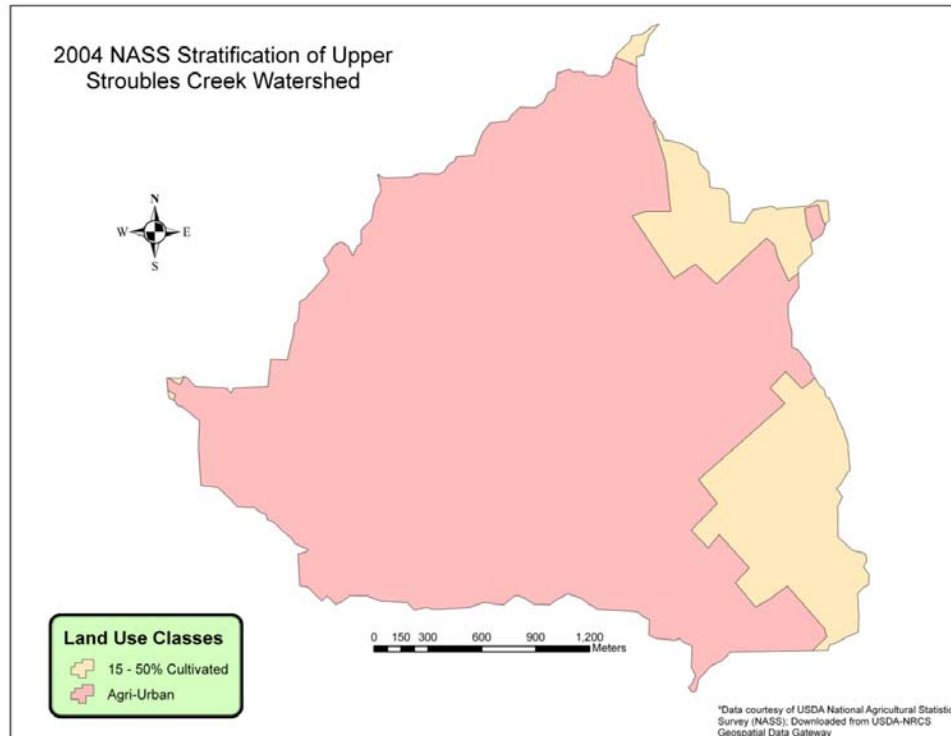 2004 NASS Stratification of Upper
Stroubles Creek Watershed
N
W E
S
Land Use Classes
15 - 50% Cultivated
Agri-Urban
0 150 300 600 900 1,200
Meters
*Data courtesy of USDA National Agricultural Statistic
Survey (NASS); Downloaded from USDA-NRCS
Geospatial Data Gateway